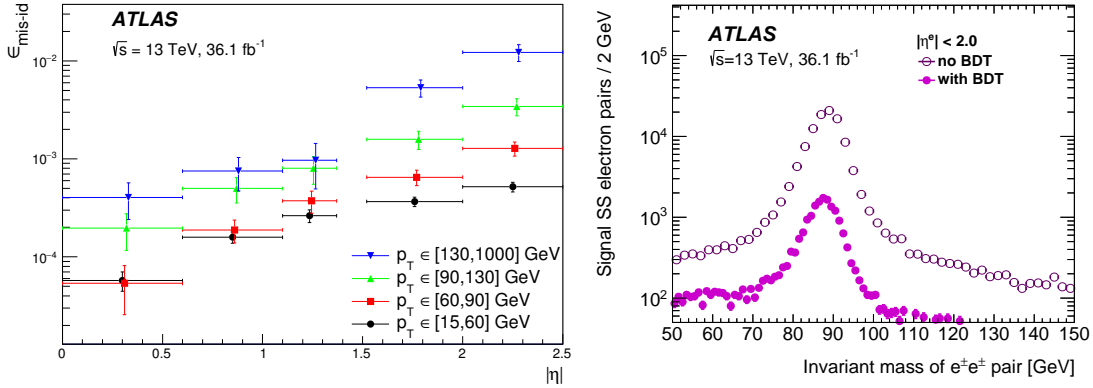 ATLAS
√s = 13 TeV, 36.1 fb⁻¹
ϵ_mis-id
10⁻²
10⁻³
10⁻⁴
p_T ∈ [130,1000] GeV
p_T ∈ [90,130] GeV
p_T ∈ [60,90] GeV
p_T ∈ [15,60] GeV
0 0.5 1 1.5 2 2.5
|η|
ATLAS
√s=13 TeV, 36.1 fb⁻¹
|ηᵉ| < 2.0
no BDT
with BDT
Signal SS electron pairs / 2 GeV
10⁵
10⁴
10³
10²
50 60 70 80 90 100 110 120 130 140 150
Invariant mass of e±e± pair [GeV]